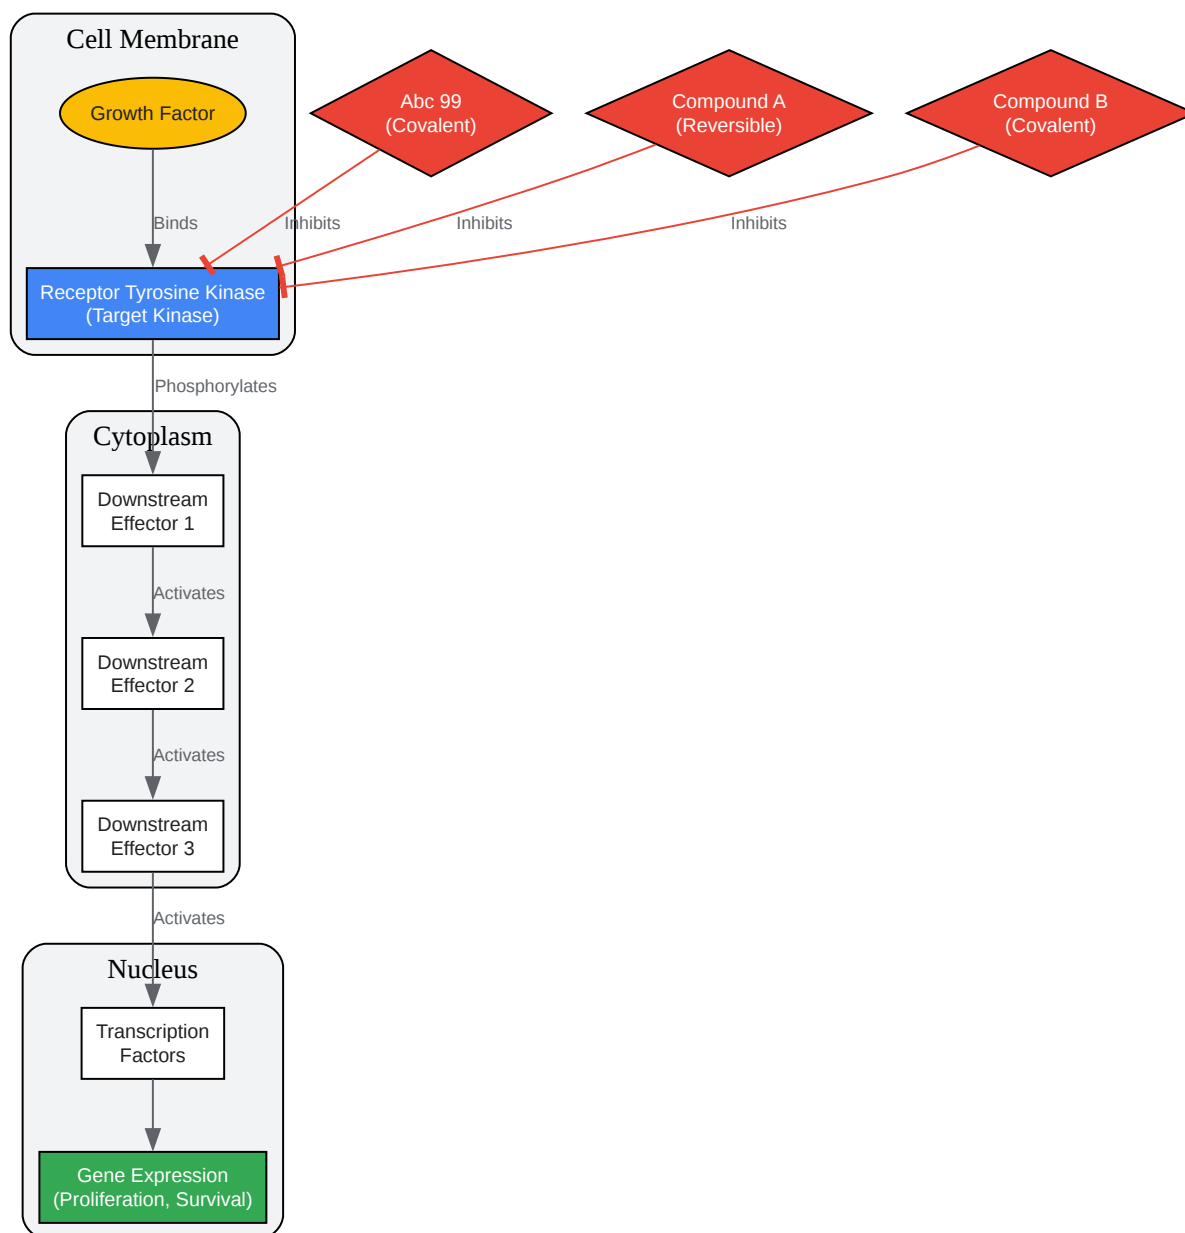 Cell Membrane
Growth Factor
Abc 99
(Covalent)
Compound A
(Reversible)
Compound B
(Covalent)
Binds
Inhibits
Inhibits
Inhibits
Receptor Tyrosine Kinase
(Target Kinase)
Phosphorylates
Cytoplasm
Downstream
Effector 1
Activates
Downstream
Effector 2
Activates
Downstream
Effector 3
Activates
Nucleus
Transcription
Factors
Gene Expression
(Proliferation, Survival)